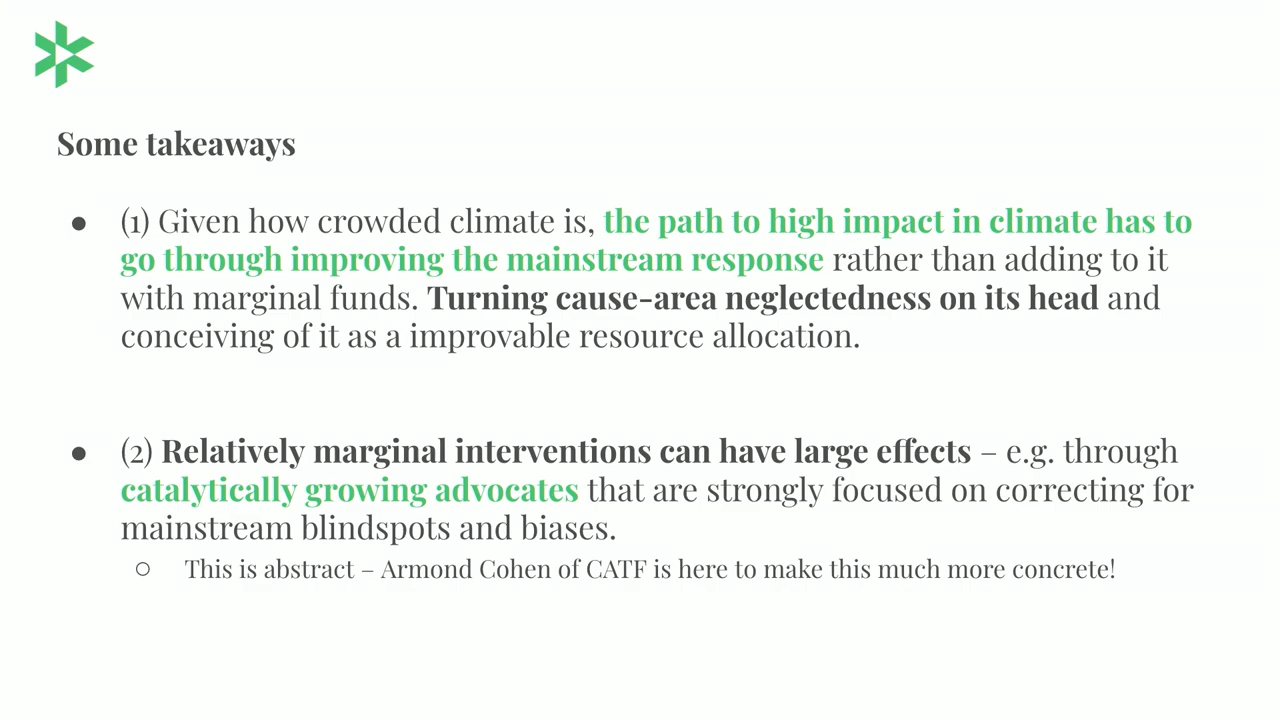 Some takeaways
● (1) Given how crowded climate is, the path to high impact in climate has to
go through improving the mainstream response rather than adding to it
with marginal funds. Turning cause-area neglectedness on its head and
conceiving of it as a improvable resource allocation.
● (2) Relatively marginal interventions can have large effects – e.g. through
catalytically growing advocates that are strongly focused on correcting for
mainstream blindspots and biases.
○ This is abstract – Armond Cohen of CATF is here to make this much more concrete!